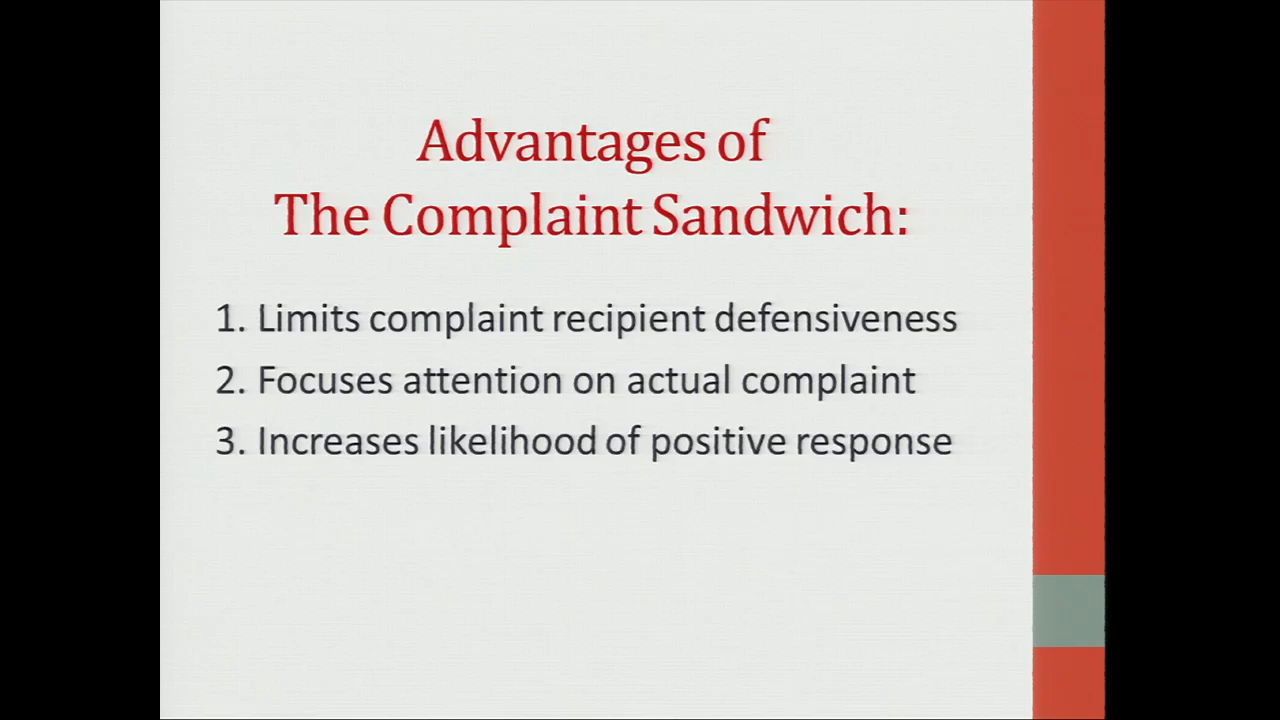 Advantages of
The Complaint Sandwich:
1. Limits complaint recipient defensiveness
2. Focuses attention on actual complaint
3. Increases likelihood of positive response